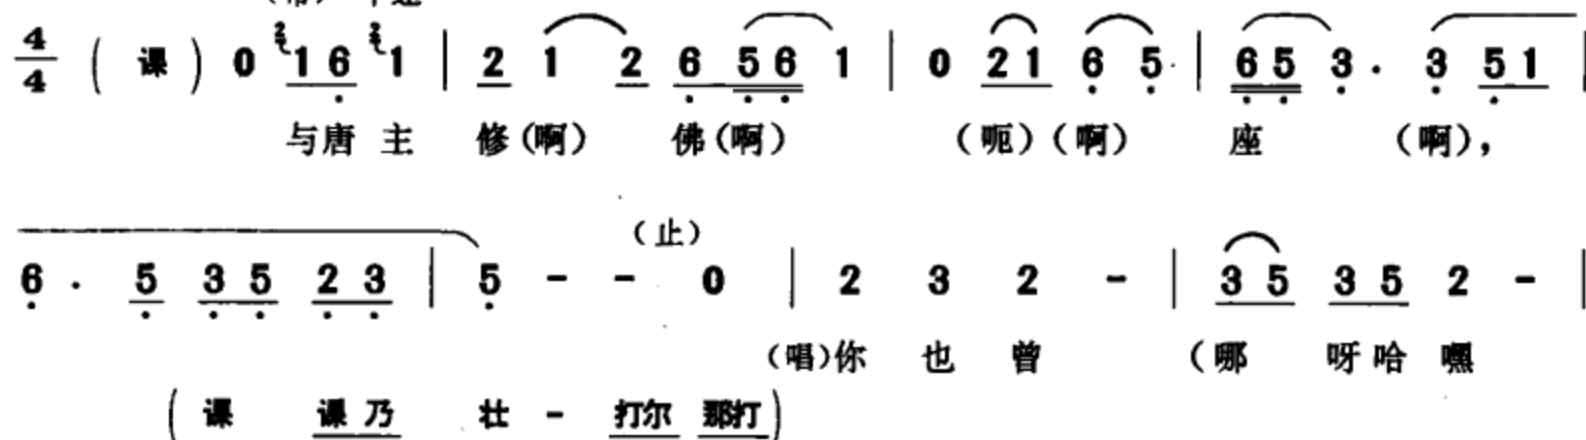 4/4 (课) 0 2 1 6 2 1 | 2 1 2 6 5 6 1 | 0 2 1 6 5 | 6 5 3 . 3 5 1 |
与唐主 修(啊) 佛(啊) (呃)(啊) 座 (啊),
(止)
6 . 5 3 5 2 3 | 5 - - 0 | 2 3 2 - | 3 5 3 5 2 - |
(唱)你 也 曾 (哪 呀哈 嘿
(课 课乃 壮 - 打尔 那打)